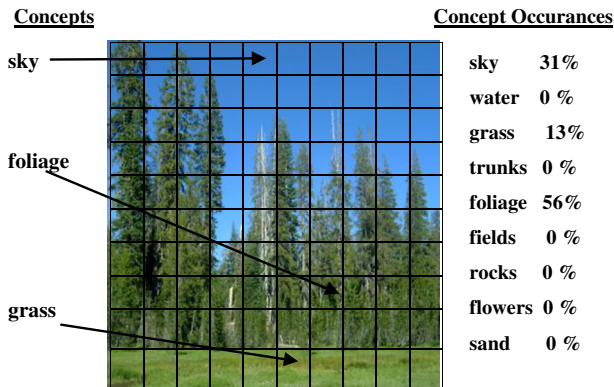 Concepts
sky
foliage
grass
Concept Occurances
sky 31%
water 0 %
grass 13%
trunks 0 %
foliage 56%
fields 0 %
rocks 0 %
flowers 0 %
sand 0 %